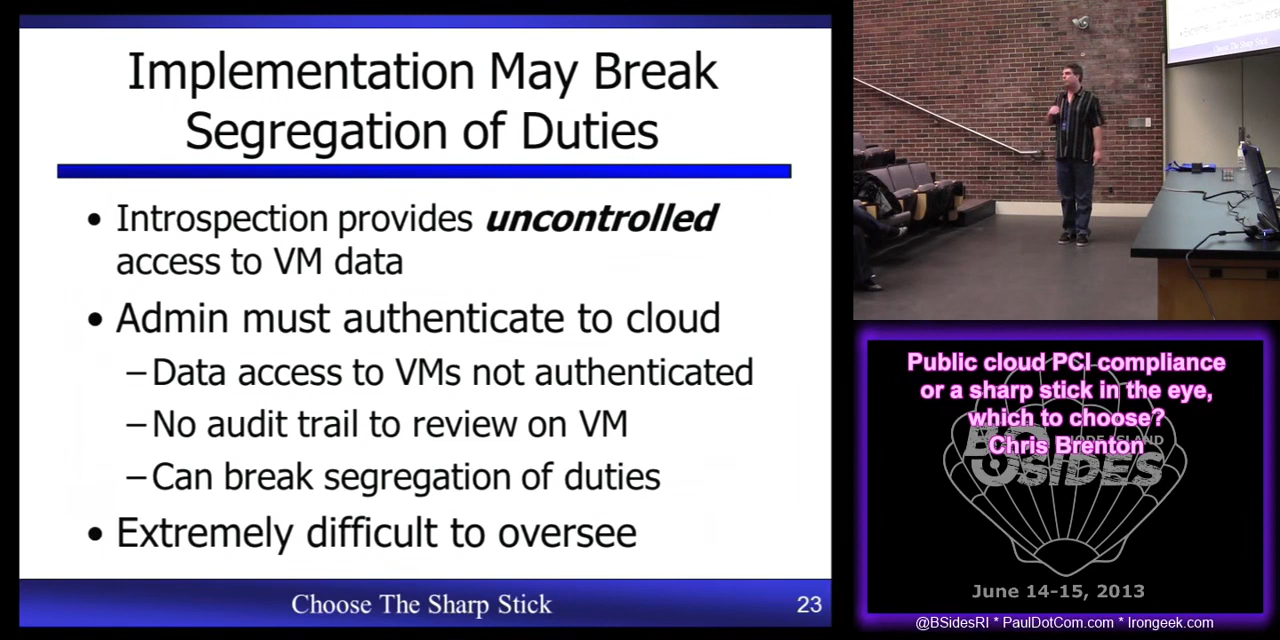 Implementation May Break
Segregation of Duties
• Introspection provides uncontrolled
access to VM data
• Admin must authenticate to cloud
– Data access to VMs not authenticated
– No audit trail to review on VM
– Can break segregation of duties
• Extremely difficult to oversee
Choose The Sharp Stick
23
Public cloud PCI compliance
or a sharp stick in the eye,
which to choose?
Chris Brenton
RHODE ISLAND
BSIDES
June 14-15, 2013
@BSidesRI * PaulDotCom.com * Irongeek.com